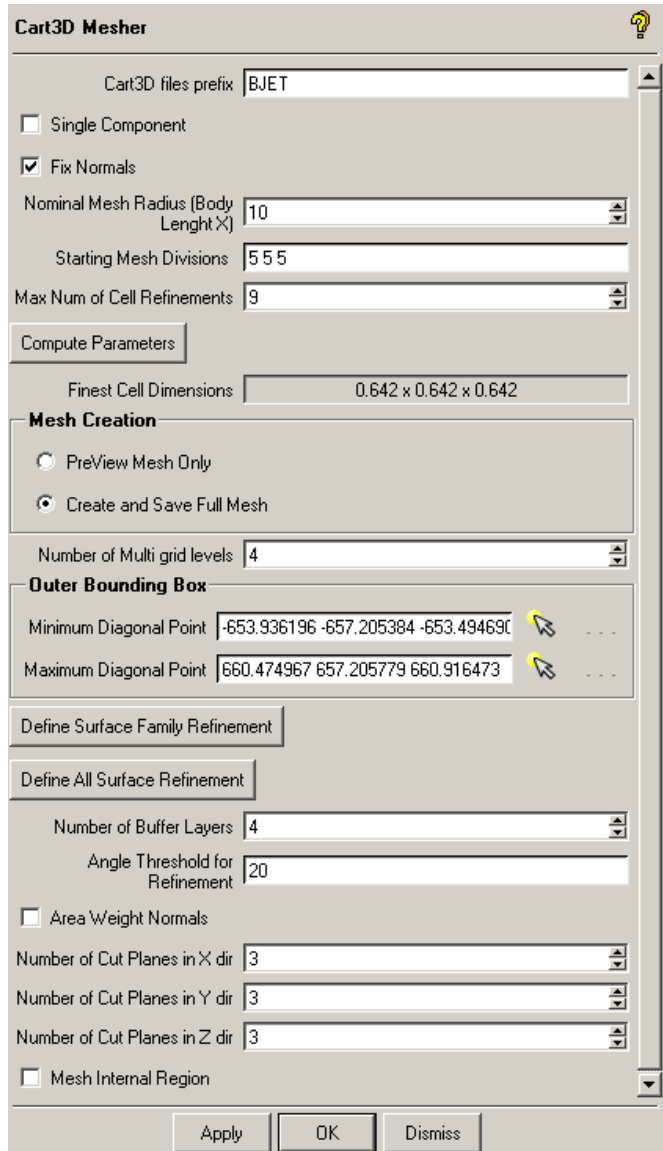 Cart3D Mesher
Cart3D files prefix BJET
Single Component
Fix Normals
Nominal Mesh Radius (Body
Lenght X) 10
Starting Mesh Divisions 5 5 5
Max Num of Cell Refinements 9
Compute Parameters
Finest Cell Dimensions 0.642 x 0.642 x 0.642
Mesh Creation
PreView Mesh Only
Create and Save Full Mesh
Number of Multi grid levels 4
Outer Bounding Box
Minimum Diagonal Point -653.936196 -657.205384 -653.494690 ...
Maximum Diagonal Point 660.474967 657.205779 660.916473 ...
Define Surface Family Refinement
Define All Surface Refinement
Number of Buffer Layers 4
Angle Threshold for
Refinement 20
Area Weight Normals
Number of Cut Planes in X dir 3
Number of Cut Planes in Y dir 3
Number of Cut Planes in Z dir 3
Mesh Internal Region
Apply OK Dismiss